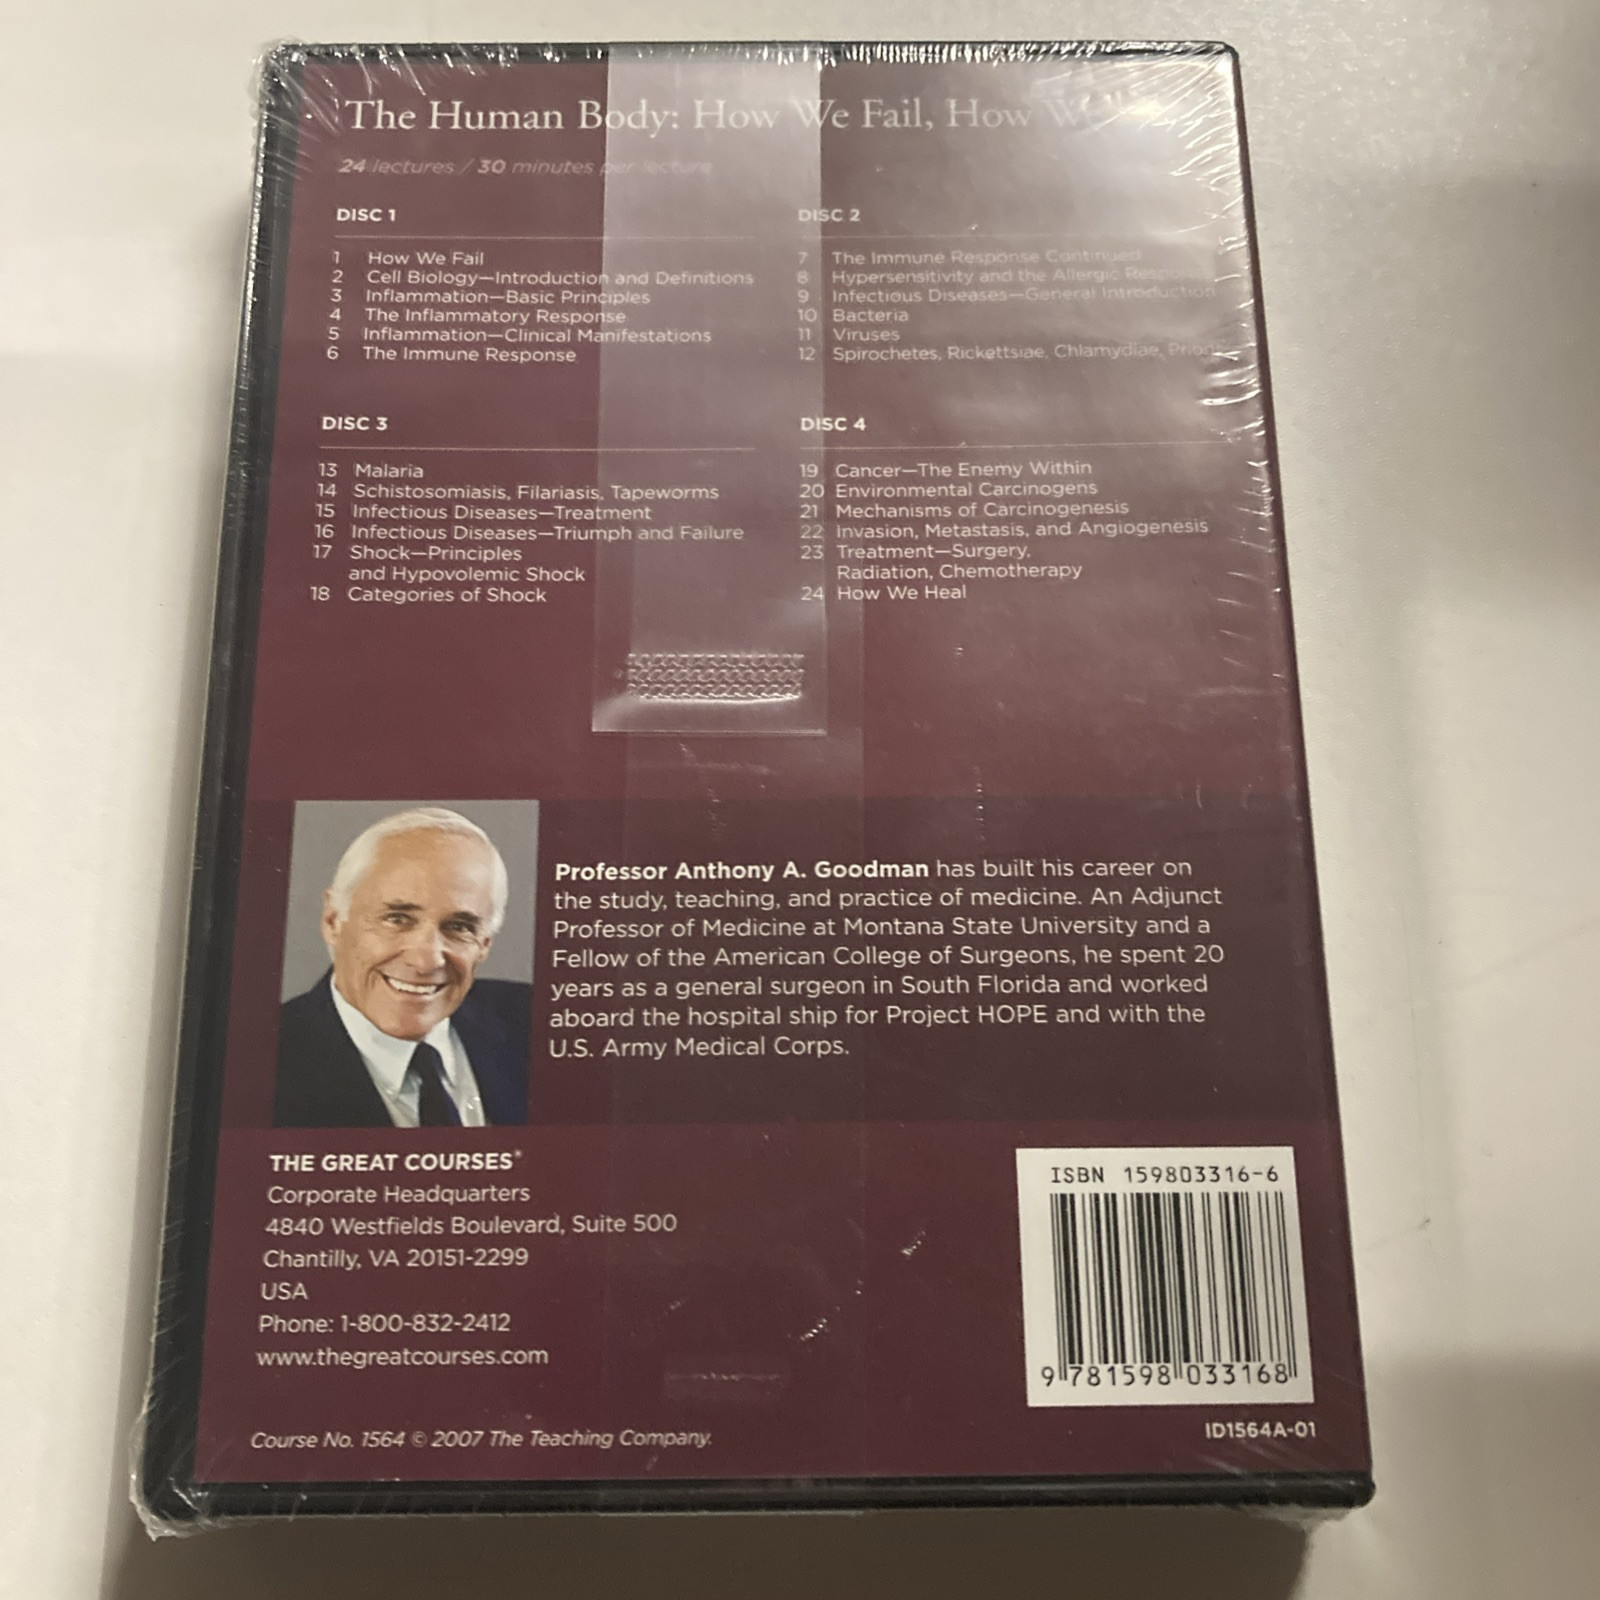 The Human Body: How We Fail, How We
24 lectures / 30 minutes per lecture
DISC 1
1 How We Fail
2 Cell Biology—Introduction and Definitions
3 Inflammation—Basic Principles
4 The Inflammatory Response
5 Inflammation—Clinical Manifestations
6 The Immune Response
DISC 2
7 The Immune Response Continued
8 Hypersensitivity and the Allergic Response
9 Infectious Diseases—General Introduction
10 Bacteria
11 Viruses
12 Spirochetes, Rickettsiae, Chlamydiae, Prions
DISC 3
13 Malaria
14 Schistosomiasis, Filariasis, Tapeworms
15 Infectious Diseases—Treatment
16 Infectious Diseases—Triumph and Failure
17 Shock—Principles
and Hypovolemic Shock
18 Categories of Shock
DISC 4
19 Cancer—The Enemy Within
20 Environmental Carcinogens
21 Mechanisms of Carcinogenesis
22 Invasion, Metastasis, and Angiogenesis
23 Treatment—Surgery,
Radiation, Chemotherapy
24 How We Heal
Professor Anthony A. Goodman has built his career on
the study, teaching, and practice of medicine. An Adjunct
Professor of Medicine at Montana State University and a
Fellow of the American College of Surgeons, he spent 20
years as a general surgeon in South Florida and worked
aboard the hospital ship for Project HOPE and with the
U.S. Army Medical Corps.
THE GREAT COURSES®
Corporate Headquarters
4840 Westfields Boulevard, Suite 500
Chantilly, VA 20151-2299
USA
Phone: 1-800-832-2412
www.thegreatcourses.com
Course No. 1564 © 2007 The Teaching Company.
ISBN 159803316-6
9 781598 033168
ID1564A-01